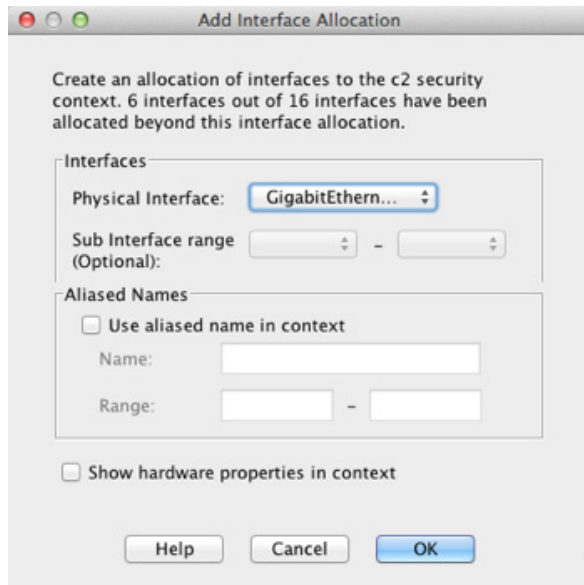 Add Interface Allocation
Create an allocation of interfaces to the c2 security
context. 6 interfaces out of 16 interfaces have been
allocated beyond this interface allocation.
Interfaces
Physical Interface: GigabitEthern...
Sub Interface range –
(Optional):
Aliased Names
Use aliased name in context
Name:
Range: –
Show hardware properties in context
Help Cancel OK